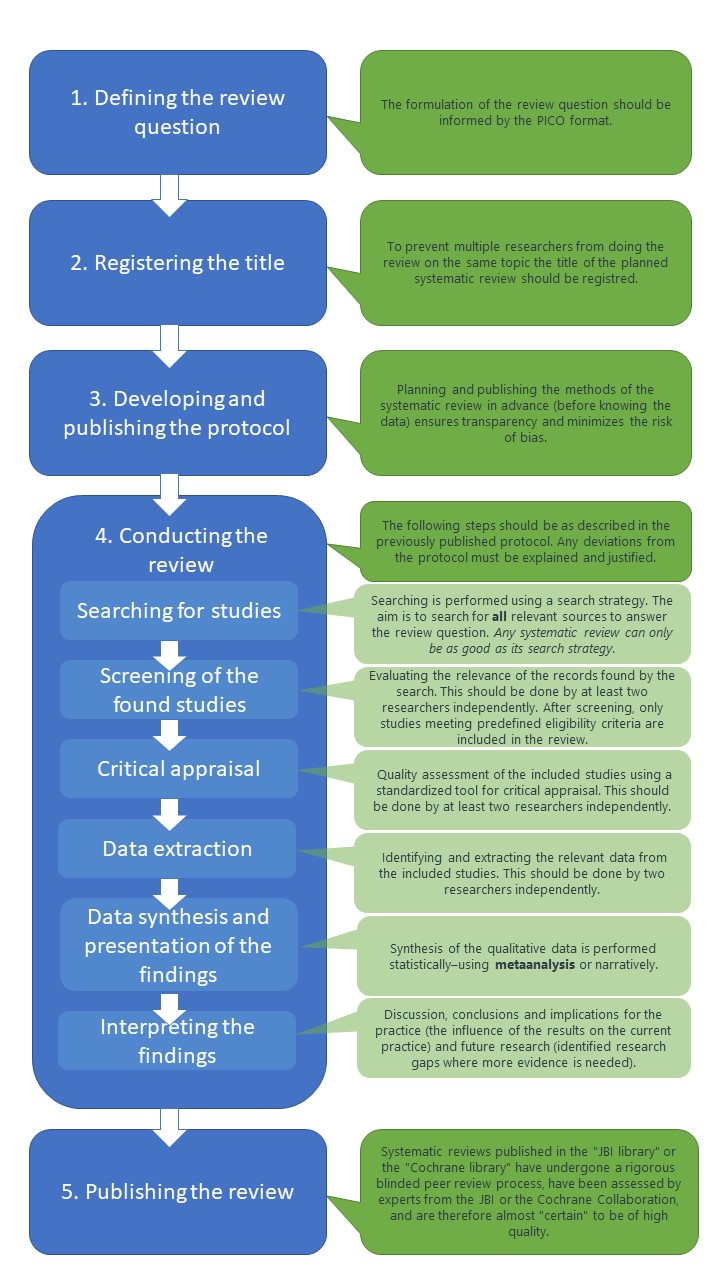 1. Defining the review
question
The formulation of the review question should be
informed by the PICO format.
2. Registering the title
To prevent multiple researchers from doing the
review on the same topic the title of the planned
systematic review should be registred.
3. Developing and
publishing the protocol
Planning and publishing the methods of the
systematic review in advance (before knowing the
data) ensures transparency and minimizes the risk
of bias.
4. Conducting the
review
The following steps should be as described in the
previously published protocol. Any deviations from
the protocol must be explained and justified.
Searching for studies
Searching is performed using a search strategy. The
aim is to search for all relevant sources to answer
the review question. Any systematic review can only
be as good as its search strategy.
Screening of the
found studies
Evaluating the relevance of the records found by the
search. This should be done by at least two
researchers independently. After screening, only
studies meeting predefined eligibility criteria are
included in the review.
Critical appraisal
Quality assessment of the included studies using a
standardized tool for critical appraisal. This should
be done by at least two researchers independently.
Data extraction
Identifying and extracting the relevant data from
the included studies. This should be done by two
researchers independently.
Data synthesis and
presentation of the
findings
Synthesis of the qualitative data is performed
statistically–using metaanalysis or narratively.
Interpreting the
findings
Discussion, conclusions and implications for the
practice (the influence of the results on the current
practice) and future research (identified research
gaps where more evidence is needed).
5. Publishing the review
Systematic reviews published in the "JBI library" or
the "Cochrane library" have undergone a rigorous
blinded peer review process, have been assessed by
experts from the JBI or the Cochrane Collaboration,
and are therefore almost "certain" to be of high
quality.